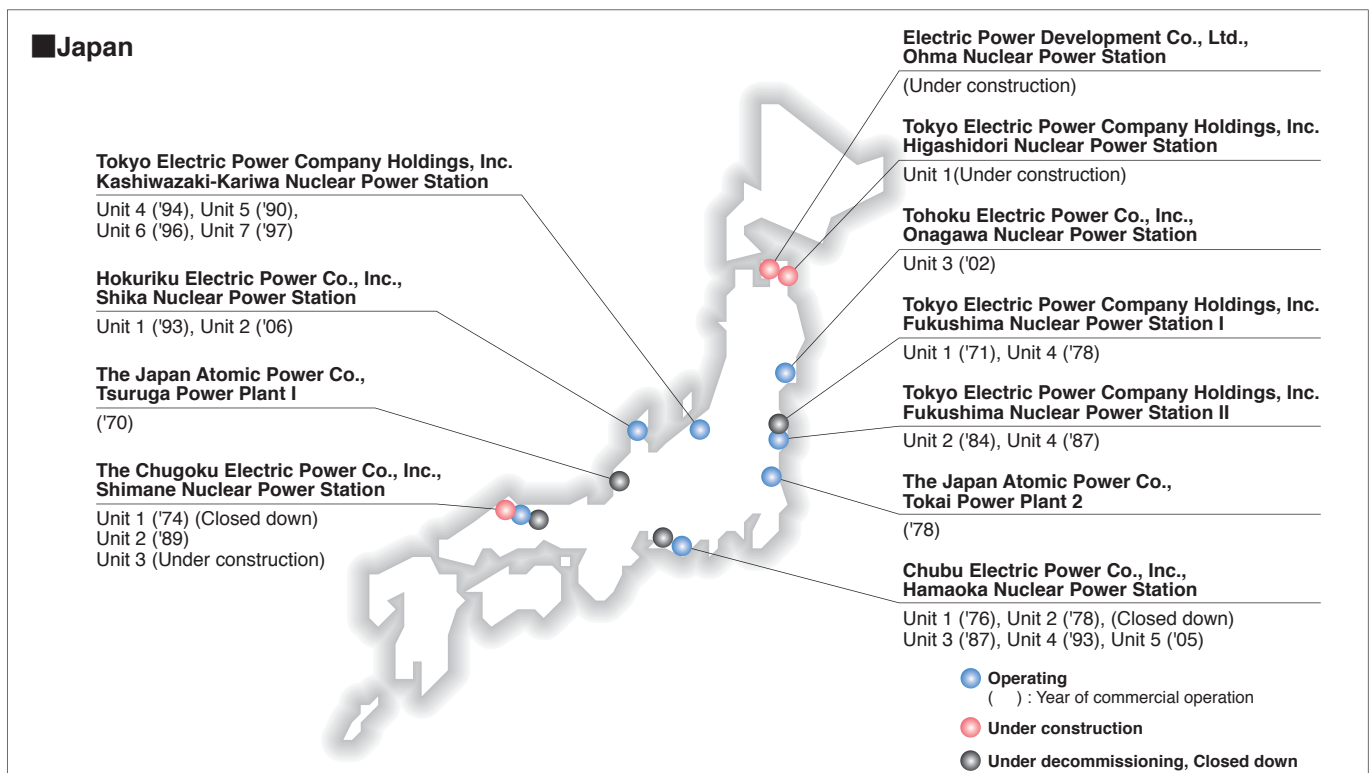 ■Japan
Tokyo Electric Power Company Holdings, Inc.
Kashiwazaki-Kariwa Nuclear Power Station
Unit 4 ('94), Unit 5 ('90),
Unit 6 ('96), Unit 7 ('97)
Hokuriku Electric Power Co., Inc.,
Shika Nuclear Power Station
Unit 1 ('93), Unit 2 ('06)
The Japan Atomic Power Co.,
Tsuruga Power Plant I
('70)
The Chugoku Electric Power Co., Inc.,
Shimane Nuclear Power Station
Unit 1 ('74) (Closed down)
Unit 2 ('89)
Unit 3 (Under construction)
Electric Power Development Co., Ltd.,
Ohma Nuclear Power Station
(Under construction)
Tokyo Electric Power Company Holdings, Inc.
Higashidori Nuclear Power Station
Unit 1(Under construction)
Tohoku Electric Power Co., Inc.,
Onagawa Nuclear Power Station
Unit 3 ('02)
Tokyo Electric Power Company Holdings, Inc.
Fukushima Nuclear Power Station I
Unit 1 ('71), Unit 4 ('78)
Tokyo Electric Power Company Holdings, Inc.
Fukushima Nuclear Power Station II
Unit 2 ('84), Unit 4 ('87)
The Japan Atomic Power Co.,
Tokai Power Plant 2
('78)
Chubu Electric Power Co., Inc.,
Hamaoka Nuclear Power Station
Unit 1 ('76), Unit 2 ('78), (Closed down)
Unit 3 ('87), Unit 4 ('93), Unit 5 ('05)
Operating
( ) : Year of commercial operation
Under construction
Under decommissioning, Closed down